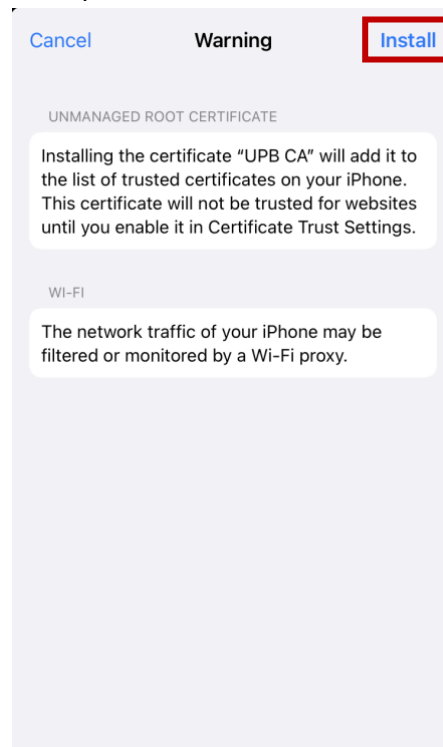 Cancel Warning Install
UNMANAGED ROOT CERTIFICATE
Installing the certificate “UPB CA” will add it to
the list of trusted certificates on your iPhone.
This certificate will not be trusted for websites
until you enable it in Certificate Trust Settings.
WI-FI
The network traffic of your iPhone may be
filtered or monitored by a Wi-Fi proxy.